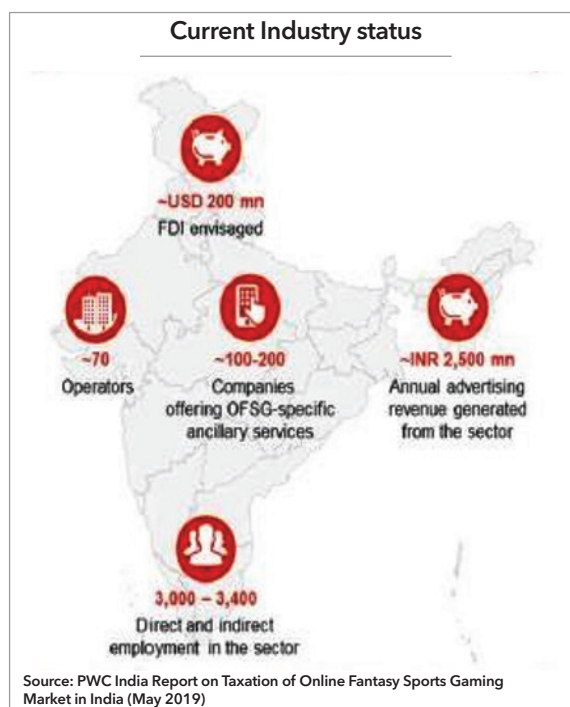 Current Industry status
~USD 200 mn
FDI envisaged
~70
Operators
~100-200
Companies
offering OFSG-specific
ancillary services
~INR 2,500 mn
Annual advertising
revenue generated
from the sector
3,000 – 3,400
Direct and indirect
employment in the sector
Source: PWC India Report on Taxation of Online Fantasy Sports Gaming
Market in India (May 2019)